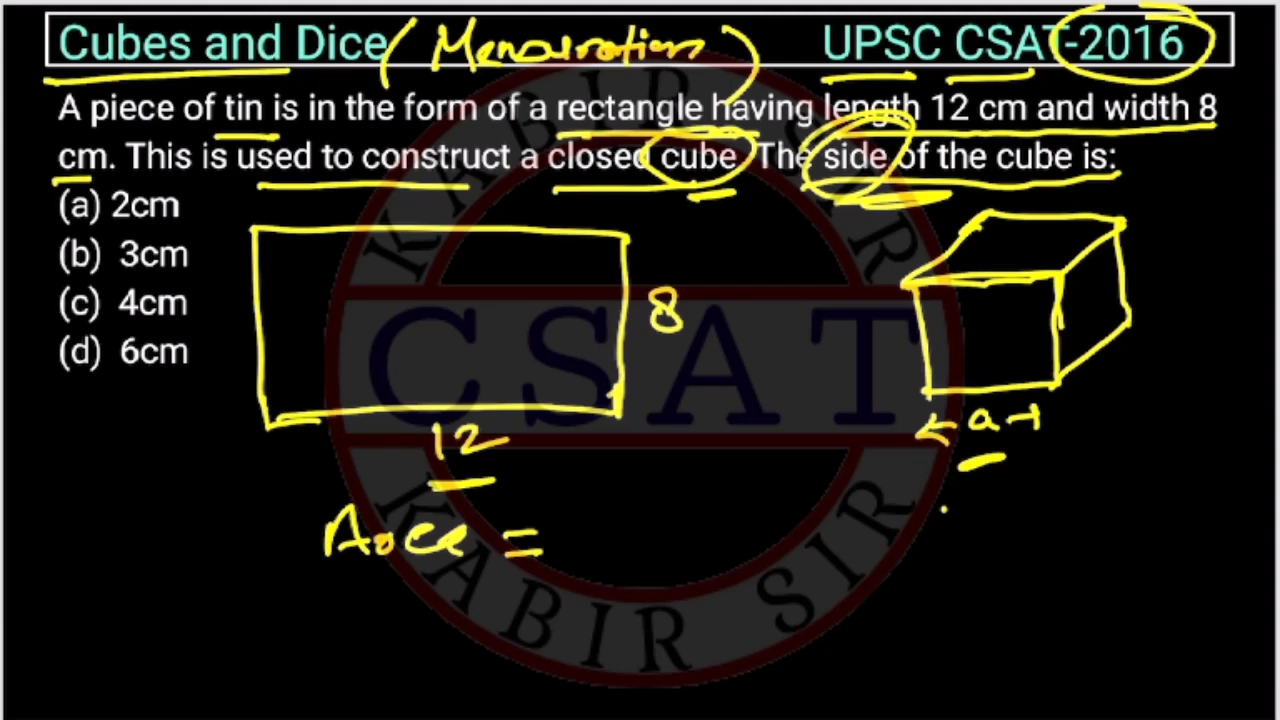 Cubes and Dice (Mensuration) UPSC CSAT-2016
A piece of tin is in the form of a rectangle having length 12 cm and width 8
cm. This is used to construct a closed cube. The side of the cube is:
(a) 2cm
(b) 3cm
(c) 4cm
(d) 6cm
8
12
a
Area =
KABIR SIR
CSAT
KABIR SIR